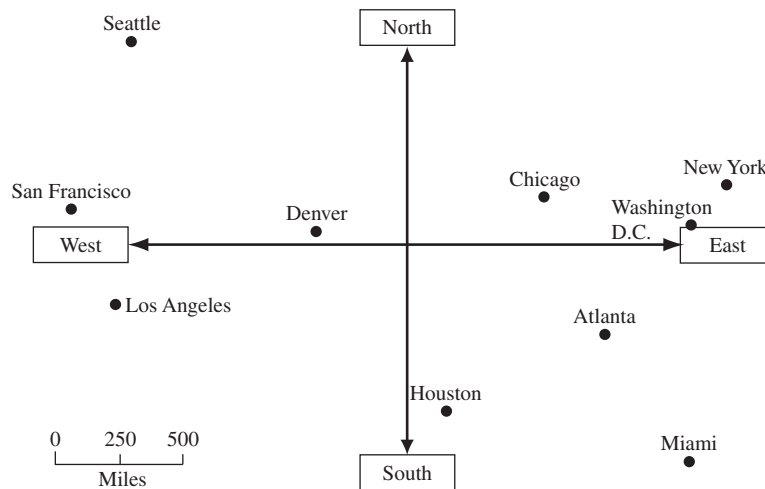 Seattle
North
New York
Chicago
San Francisco
Denver
Washington
D.C.
West
East
Los Angeles
Atlanta
Houston
0 250 500
Miles
South
Miami